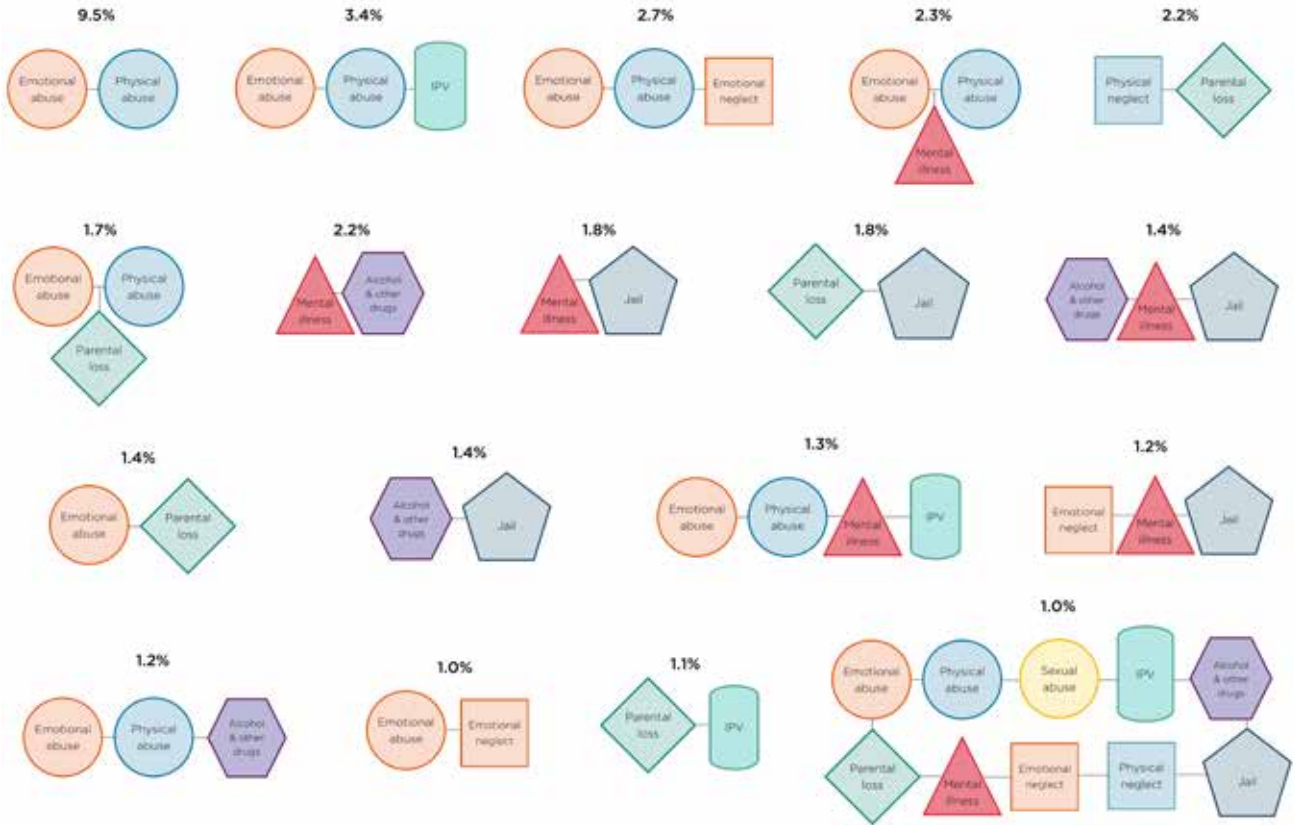 9.5%
Emotional
abuse
Physical
abuse
3.4%
Emotional
abuse
Physical
abuse
IPV
2.7%
Emotional
abuse
Physical
abuse
Emotional
neglect
2.3%
Emotional
abuse
Physical
abuse
Mental
illness
2.2%
Physical
neglect
Parental
loss
1.7%
Emotional
abuse
Physical
abuse
Parental
loss
2.2%
Mental
illness
Alcohol
& other
drugs
1.8%
Mental
illness
Jail
1.8%
Parental
loss
Jail
1.4%
Alcohol
& other
drugs
Mental
illness
Jail
1.4%
Emotional
abuse
Parental
loss
1.4%
Alcohol
& other
drugs
Jail
1.3%
Emotional
abuse
Physical
abuse
Mental
illness
IPV
1.2%
Emotional
neglect
Mental
illness
Jail
1.2%
Emotional
abuse
Physical
abuse
Alcohol
& other
drugs
1.0%
Emotional
abuse
Emotional
neglect
1.1%
Parental
loss
IPV
1.0%
Emotional
abuse
Physical
abuse
Sexual
abuse
IPV
Alcohol
& other
drugs
Parental
loss
Mental
illness
Emotional
neglect
Physical
neglect
Jail